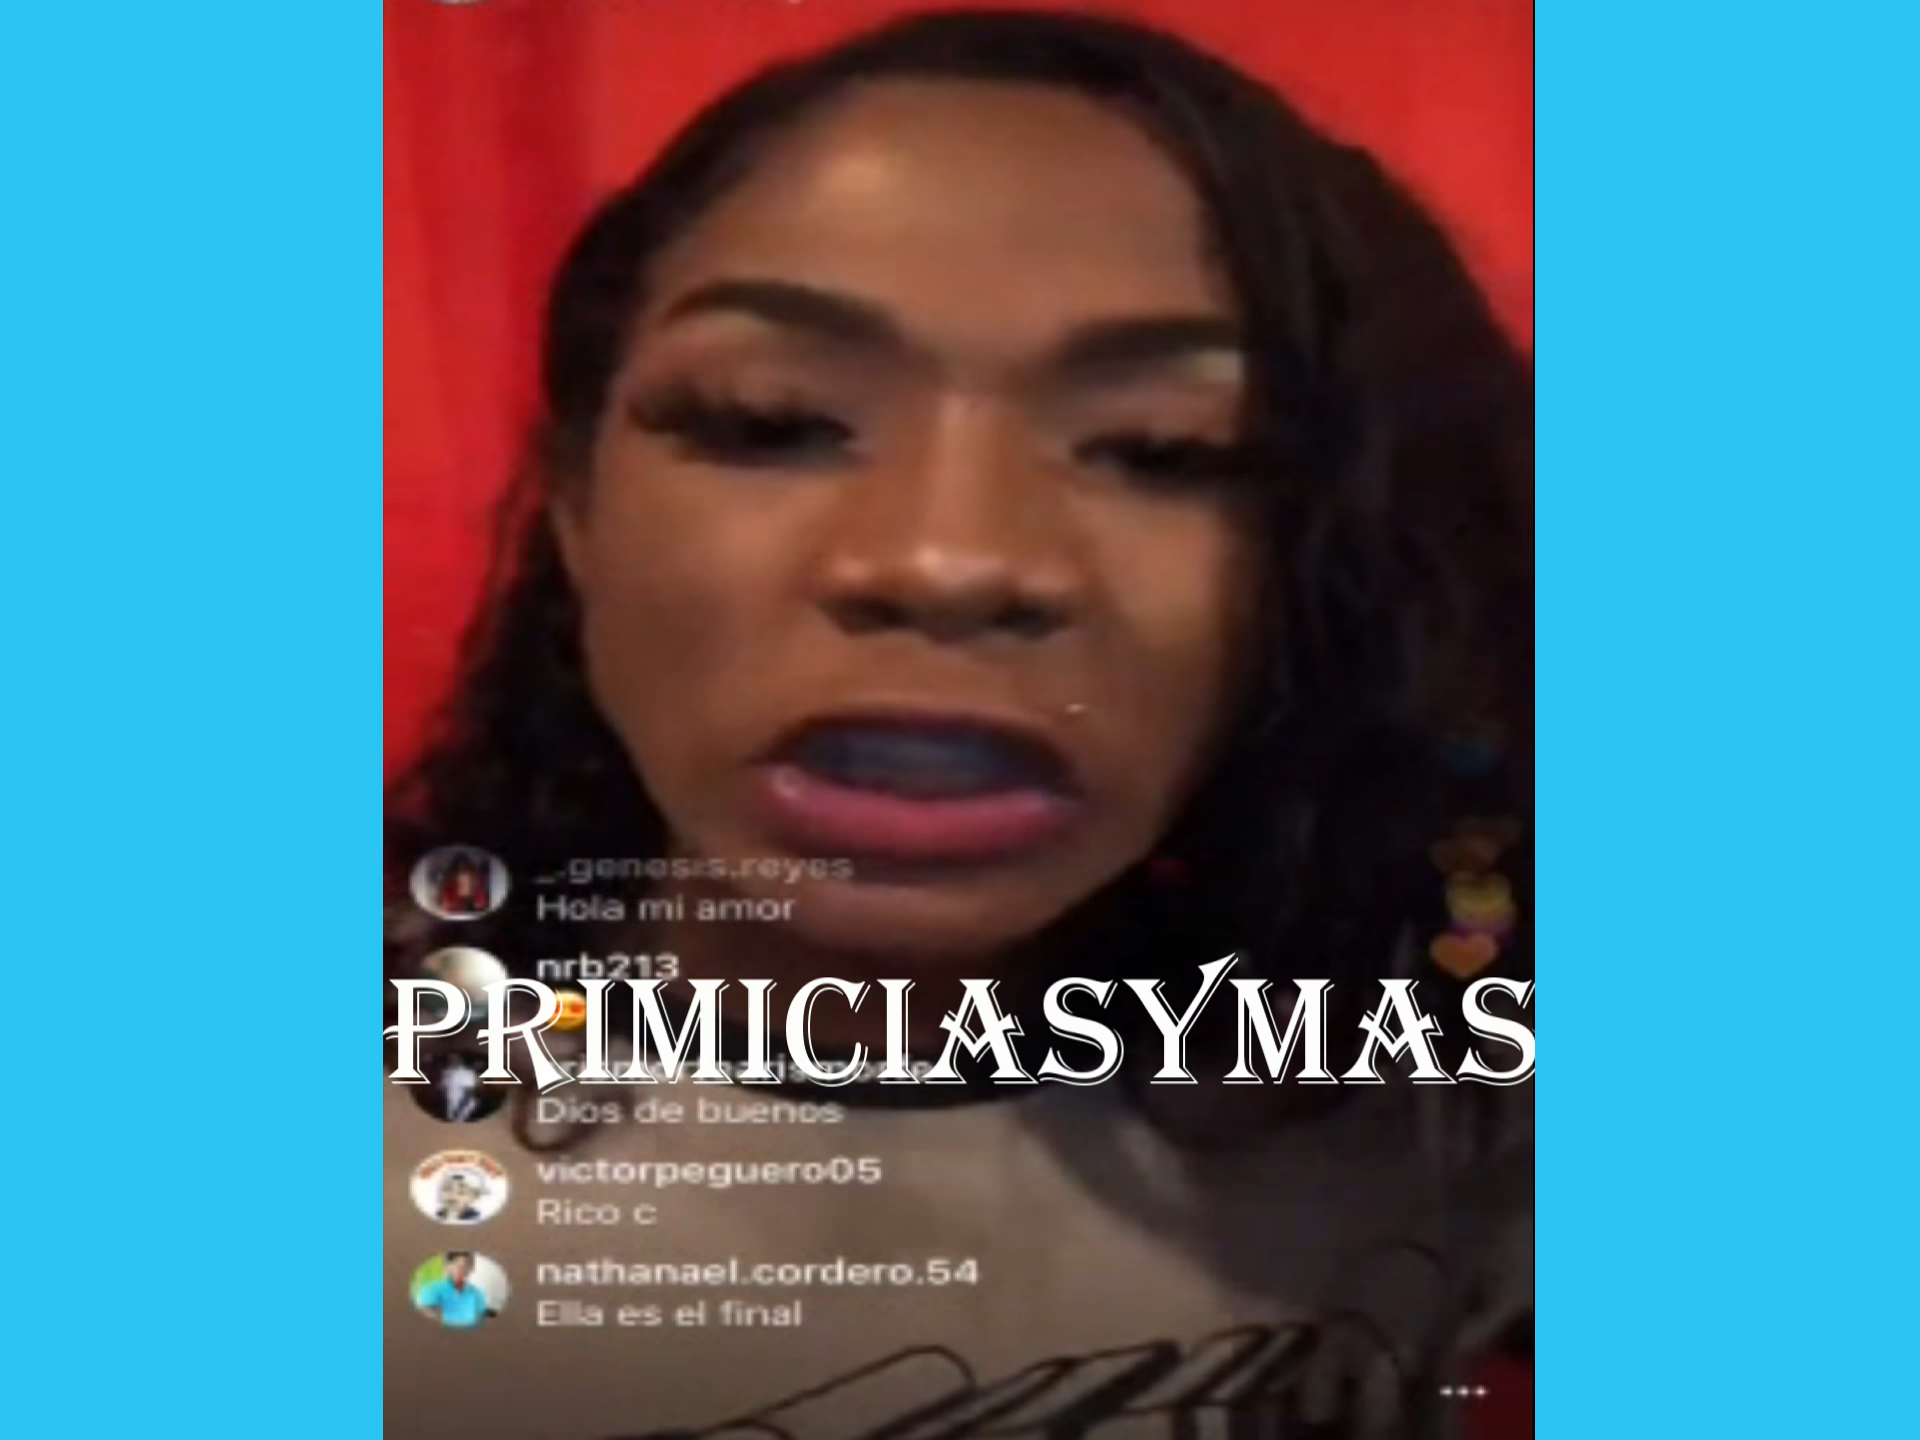 _.genesis.reyes
Hola mi amor
nrb213
PRIMICIASYMAS
Dios de buenos
victorpeguero05
Rico c
nathanael.cordero.54
Ella es el final